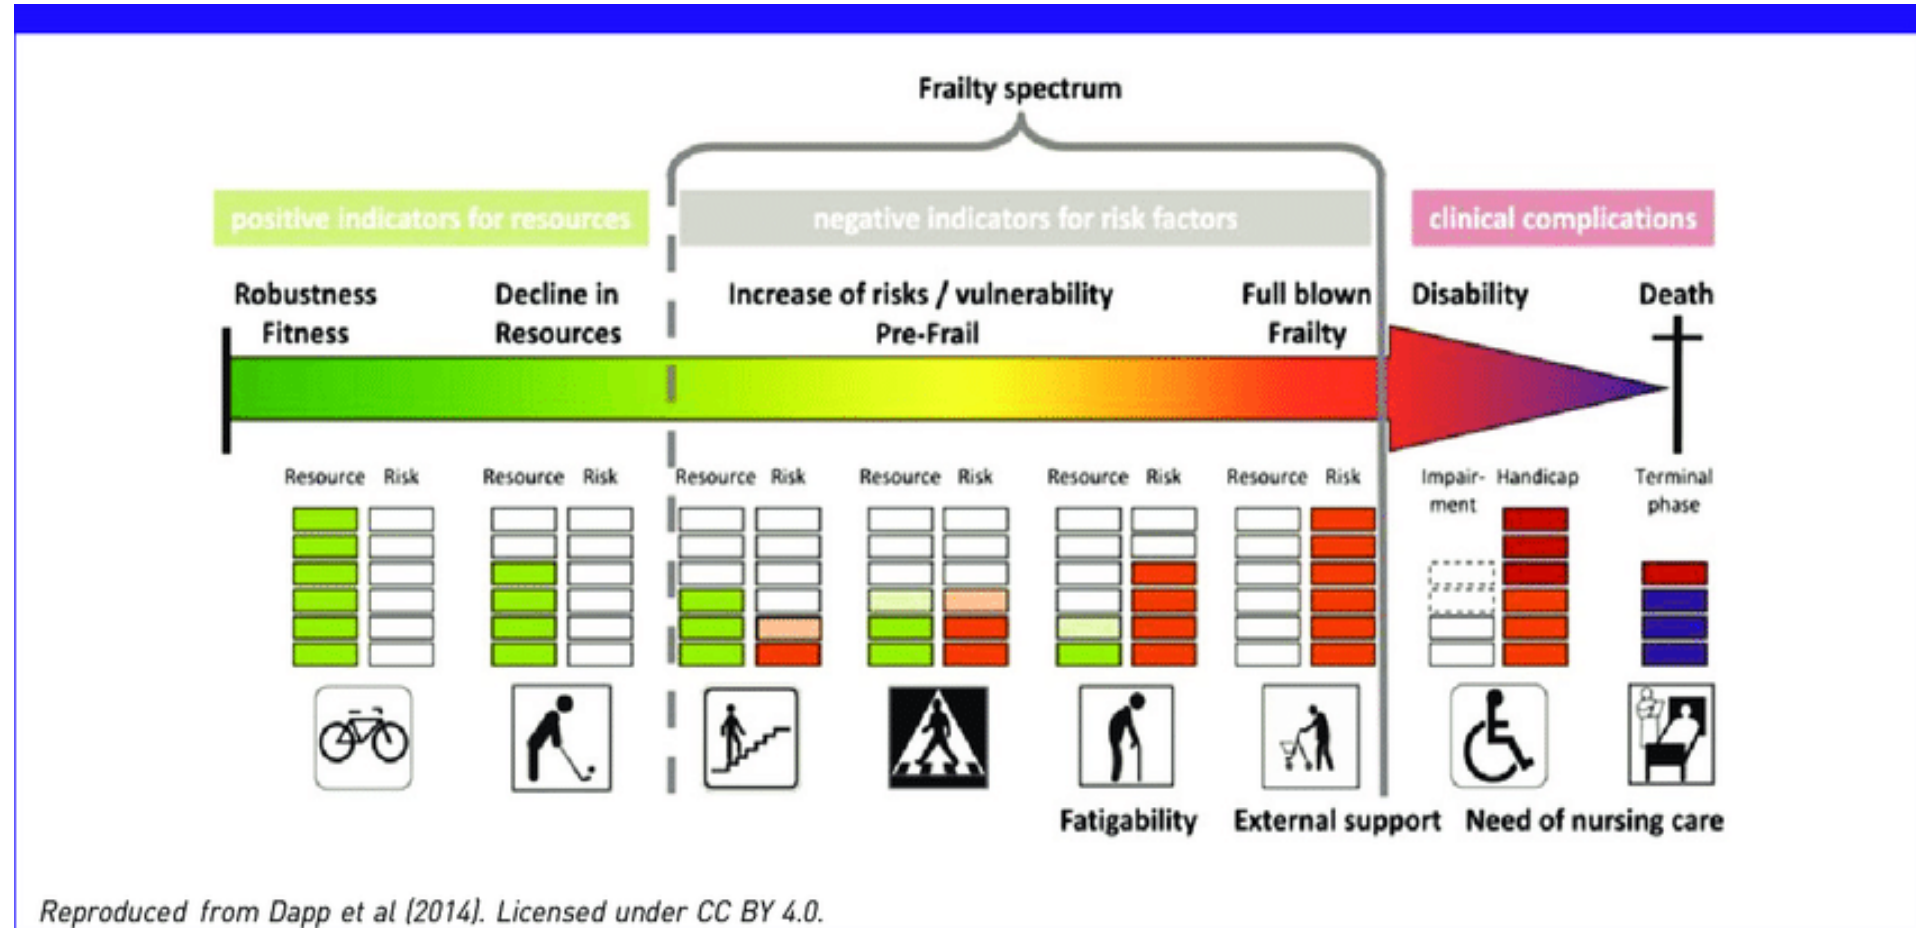 Frailty spectrum
positive indicators for resources
negative indicators for risk factors
clinical complications
Robustness
Fitness
Decline in
Resources
Increase of risks / vulnerability
Pre-Frail
Full blown
Frailty
Disability
Death
Resource Risk
Resource Risk
Resource Risk
Resource Risk
Resource Risk
Resource Risk
Impair-
ment
Handicap
Terminal
phase
Fatigability
External support
Need of nursing care
Reproduced from Dapp et al (2014). Licensed under CC BY 4.0.